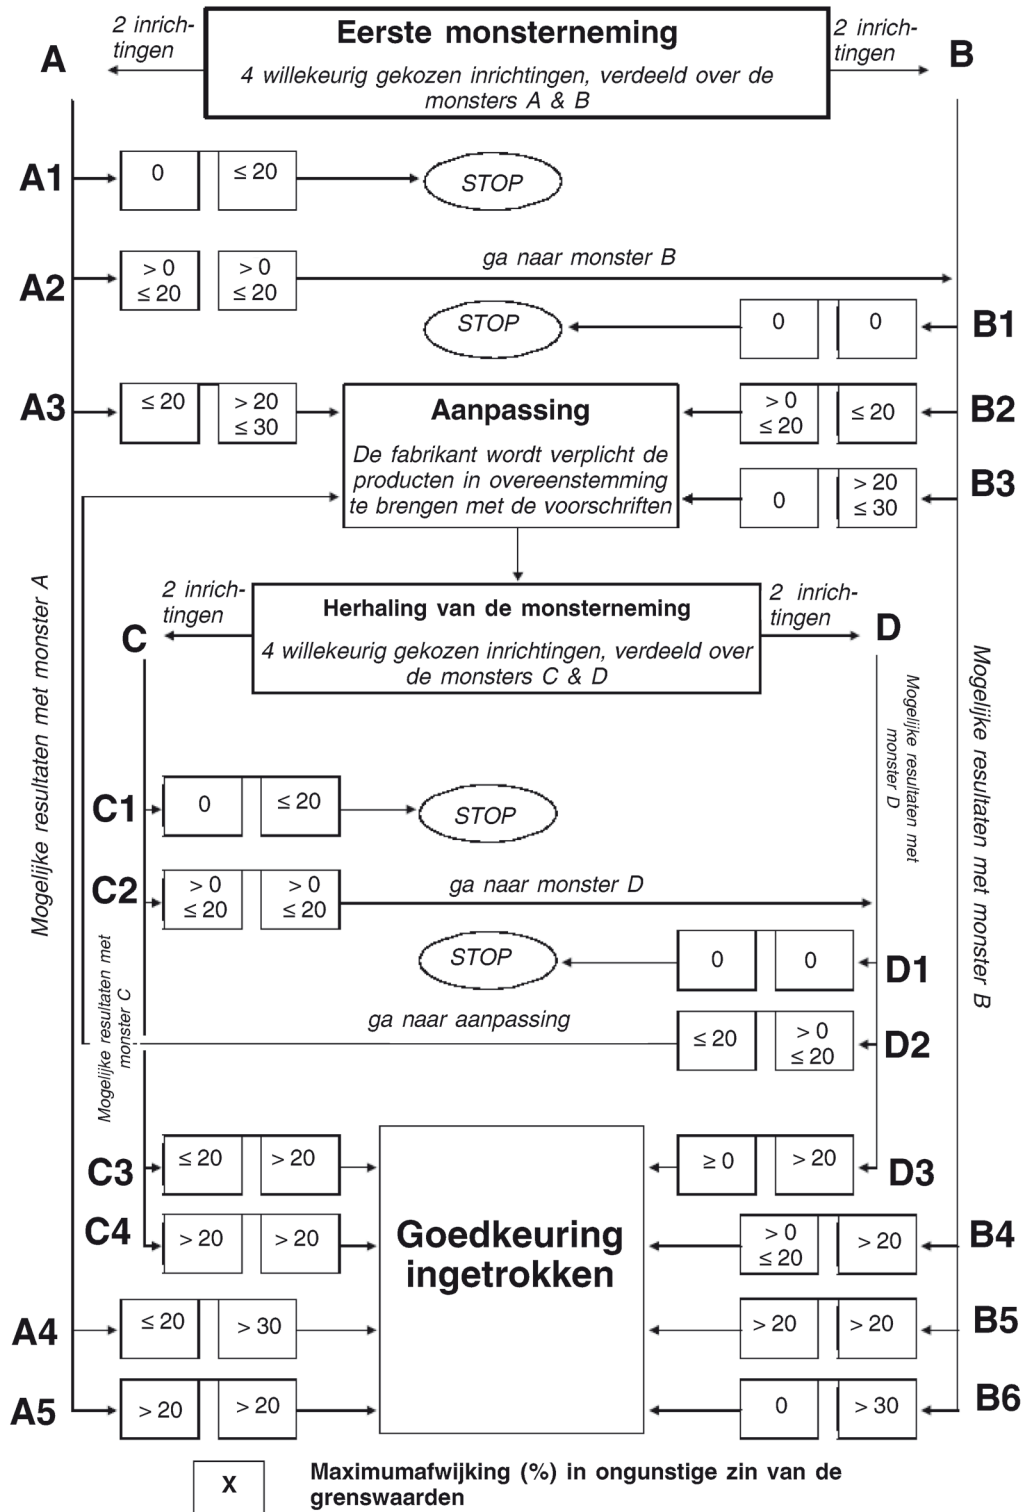 2 inrich-
tingen
Eerste monsterneming
2 inrich-
tingen
A
B
4 willekeurig gekozen inrichtingen, verdeeld over de
monsters A & B
A1
0
≤ 20
STOP
A2
> 0
≤ 20
> 0
≤ 20
ga naar monster B
STOP
0
0
B1
A3
≤ 20
> 20
≤ 30
Aanpassing
De fabrikant wordt verplicht de
producten in overeenstemming
te brengen met de voorschriften
> 0
≤ 20
≤ 20
B2
0
> 20
≤ 30
B3
Mogelijke resultaten met monster A
2 inrich-
tingen
Herhaling van de monsterneming
2 inrich-
tingen
C
D
4 willekeurig gekozen inrichtingen, verdeeld over
de monsters C & D
Mogelijke resultaten met
monster D
Mogelijke resultaten met monster B
C1
0
≤ 20
STOP
C2
> 0
≤ 20
> 0
≤ 20
ga naar monster D
STOP
0
0
D1
Mogelijke resultaten met
monster C
ga naar aanpassing
≤ 20
> 0
≤ 20
D2
C3
≤ 20
> 20
≥ 0
> 20
D3
C4
> 20
> 20
Goedkeuring
ingetrokken
> 0
≤ 20
> 20
B4
A4
≤ 20
> 30
> 20
> 20
B5
A5
> 20
> 20
0
> 30
B6
X
Maximumafwijking (%) in ongunstige zin van de
grenswaarden